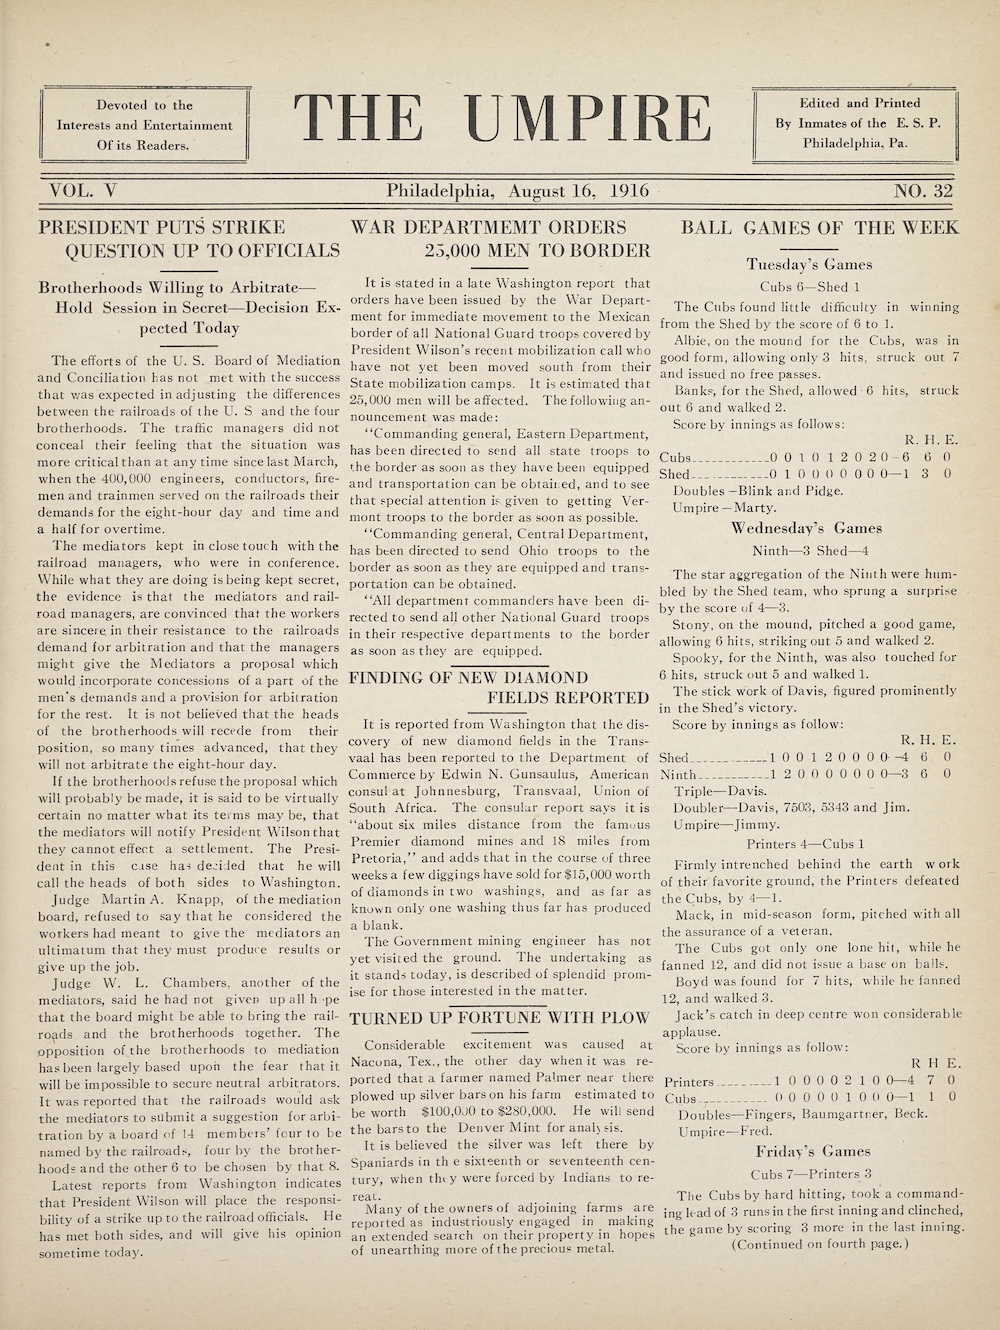 Devoted to the
Interests and Entertainment
Of its Readers.
THE UMPIRE
Edited and Printed
By Inmates of the E. S. P.
Philadelphia, Pa.
VOL. V
Philadelphia, August 16, 1916
NO. 32
PRESIDENT PUTS STRIKE
QUESTION UP TO OFFICIALS
Brotherhoods Willing to Arbitrate—
Hold Session in Secret—Decision Ex-
pected Today
The efforts of the U. S. Board of Mediation
and Conciliation has not met with the success
that was expected in adjusting the differences
between the railroads of the U. S and the four
brotherhoods. The traffic managers did not
conceal their feeling that the situation was
more critical than at any time since last March,
when the 400,000 engineers, conductors, fire-
men and trainmen served on the railroads their
demands for the eight-hour day and time and
a half for overtime.
The mediators kept in close touch with the
railroad managers, who were in conference.
While what they are doing is being kept secret,
the evidence is that the mediators and rail-
road managers, are convinced that the workers
are sincere in their resistance to the railroads
demand for arbitration and that the managers
might give the Mediators a proposal which
would incorporate concessions of a part of the
men's demands and a provision for arbitration
for the rest. It is not believed that the heads
of the brotherhoods will recede from their
position, so many times advanced, that they
will not arbitrate the eight-hour day.
If the brotherhoods refuse the proposal which
will probably be made, it is said to be virtually
certain no matter what its terms may be, that
the mediators will notify President Wilson that
they cannot effect a settlement. The Presi-
dent in this case has decided that he will
call the heads of both sides to Washington.
Judge Martin A. Knapp, of the mediation
board, refused to say that he considered the
workers had meant to give the mediators an
ultimatum that they must produce results or
give up the job.
Judge W. L. Chambers, another of the
mediators, said he had not given up all h pe
that the board might be able to bring the rail-
roads and the brotherhoods together. The
opposition of the brotherhoods to mediation
has been largely based upon the fear that it
will be impossible to secure neutral arbitrators.
It was reported that the railroads would ask
the mediators to submit a suggestion for arbi-
tration by a board of 14 members' four to be
named by the railroads, four by the brother-
hoods and the other 6 to be chosen by that 8.
Latest reports from Washington indicates
that President Wilson will place the responsi-
bility of a strike up to the railroad officials. He
has met both sides, and will give his opinion
sometime today.
WAR DEPARTMEMT ORDERS
25,000 MEN TO BORDER
It is stated in a late Washington report that
orders have been issued by the War Depart-
ment for immediate movement to the Mexican
border of all National Guard troops covered by
President Wilson's recent mobilization call who
have not yet been moved south from their
State mobilization camps. It is estimated that
25,000 men will be affected. The following an-
nouncement was made:
"Commanding general, Eastern Department,
has been directed to send all state troops to
the border as soon as they have been equipped
and transportation can be obtained, and to see
that special attention is given to getting Ver-
mont troops to the border as soon as possible.
"Commanding general, Central Department,
has been directed to send Ohio troops to the
border as soon as they are equipped and trans-
portation can be obtained.
"All department commanders have been di-
rected to send all other National Guard troops
in their respective departments to the border
as soon as they are equipped.
FINDING OF NEW DIAMOND
FIELDS REPORTED
It is reported from Washington that the dis-
covery of new diamond fields in the Trans-
vaal has been reported to the Department of
Commerce by Edwin N. Gunsaulus, American
consul at Johnnesburg, Transvaal, Union of
South Africa. The consular report says it is
"about six miles distance from the famous
Premier diamond mines and 18 miles from
Pretoria," and adds that in the course of three
weeks a few diggings have sold for $15,000 worth
of diamonds in two washings, and as far as
known only one washing thus far has produced
a blank.
The Government mining engineer has not
yet visited the ground. The undertaking as
it stands today, is described of splendid prom-
ise for those interested in the matter.
TURNED UP FORTUNE WITH PLOW
Considerable excitement was caused at
Nacona, Tex., the other day when it was re-
ported that a farmer named Palmer near there
plowed up silver bars on his farm estimated to
be worth $100,000 to $280,000. He will send
the bars to the Denver Mint for analysis.
It is believed the silver was left there by
Spaniards in th e sixteenth or seventeenth cen-
tury, when they were forced by Indians to re-
reat.
Many of the owners of adjoining farms are
reported as industriously engaged in making
an extended search on their property in hopes
of unearthing more of the precious metal.
BALL GAMES OF THE WEEK
Tuesday's Games
Cubs 6—Shed 1
The Cubs found little difficulty in winning
from the Shed by the score of 6 to 1.
Albie, on the mound for the Cubs, was in
good form, allowing only 3 hits, struck out 7
and issued no free passes.
Banks, for the Shed, allowed 6 hits, struck
out 6 and walked 2.
Score by innings as follows:
R. H. E.
Cubs____________0 0 1 0 1 2 0 2 0–6 6 0
Shed____________0 1 0 0 0 0 0 0 0—1 3 0
Doubles—Blink and Pidge.
Umpire—Marty.
Wednesday's Games
Ninth—3 Shed—4
The star aggregation of the Ninth were hum-
bled by the Shed team, who sprung a surprise
by the score of 4—3.
Stony, on the mound, pitched a good game,
allowing 6 hits, striking out 5 and walked 2.
Spooky, for the Ninth, was also touched for
6 hits, struck out 5 and walked 1.
The stick work of Davis, figured prominently
in the Shed's victory.
Score by innings as follow:
R. H. E.
Shed____________1 0 0 1 2 0 0 0 0–4 6 0
Ninth___________1 2 0 0 0 0 0 0 0—3 6 0
Triple—Davis.
Doubler—Davis, 7503, 5343 and Jim.
Umpire—Jimmy.
Printers 4—Cubs 1
Firmly intrenched behind the earth work
of their favorite ground, the Printers defeated
the Cubs, by 4—1.
Mack, in mid-season form, pitched with all
the assurance of a veteran.
The Cubs got only one lone hit, while he
fanned 12, and did not issue a base on balls.
Boyd was found for 7 hits, while he fanned
12, and walked 3.
Jack's catch in deep centre won considerable
applause.
Score by innings as follow:
R H E.
Printers_________1 0 0 0 0 2 1 0 0—4 7 0
Cubs___________0 0 0 0 0 1 0 0 0—1 1 0
Doubles—Fingers, Baumgartner, Beck.
Umpire—Fred.
Friday's Games
Cubs 7—Printers 3
The Cubs by hard hitting, took a command-
ing lead of 3 runs in the first inning and clinched,
the game by scoring 3 more in the last inning.
(Continued on fourth page.)